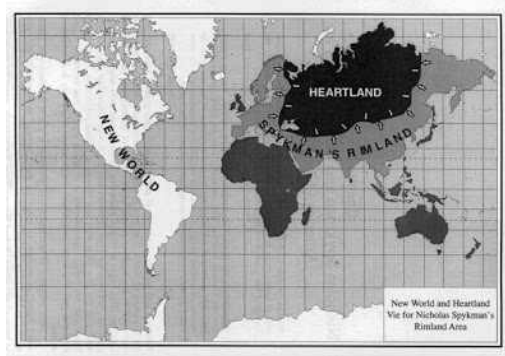 HEARTLAND
NEW WORLD
SPYKMAN'S RIMLAND
New World and Heartland
Vie for Nicholas Spykman's
Rimland Area